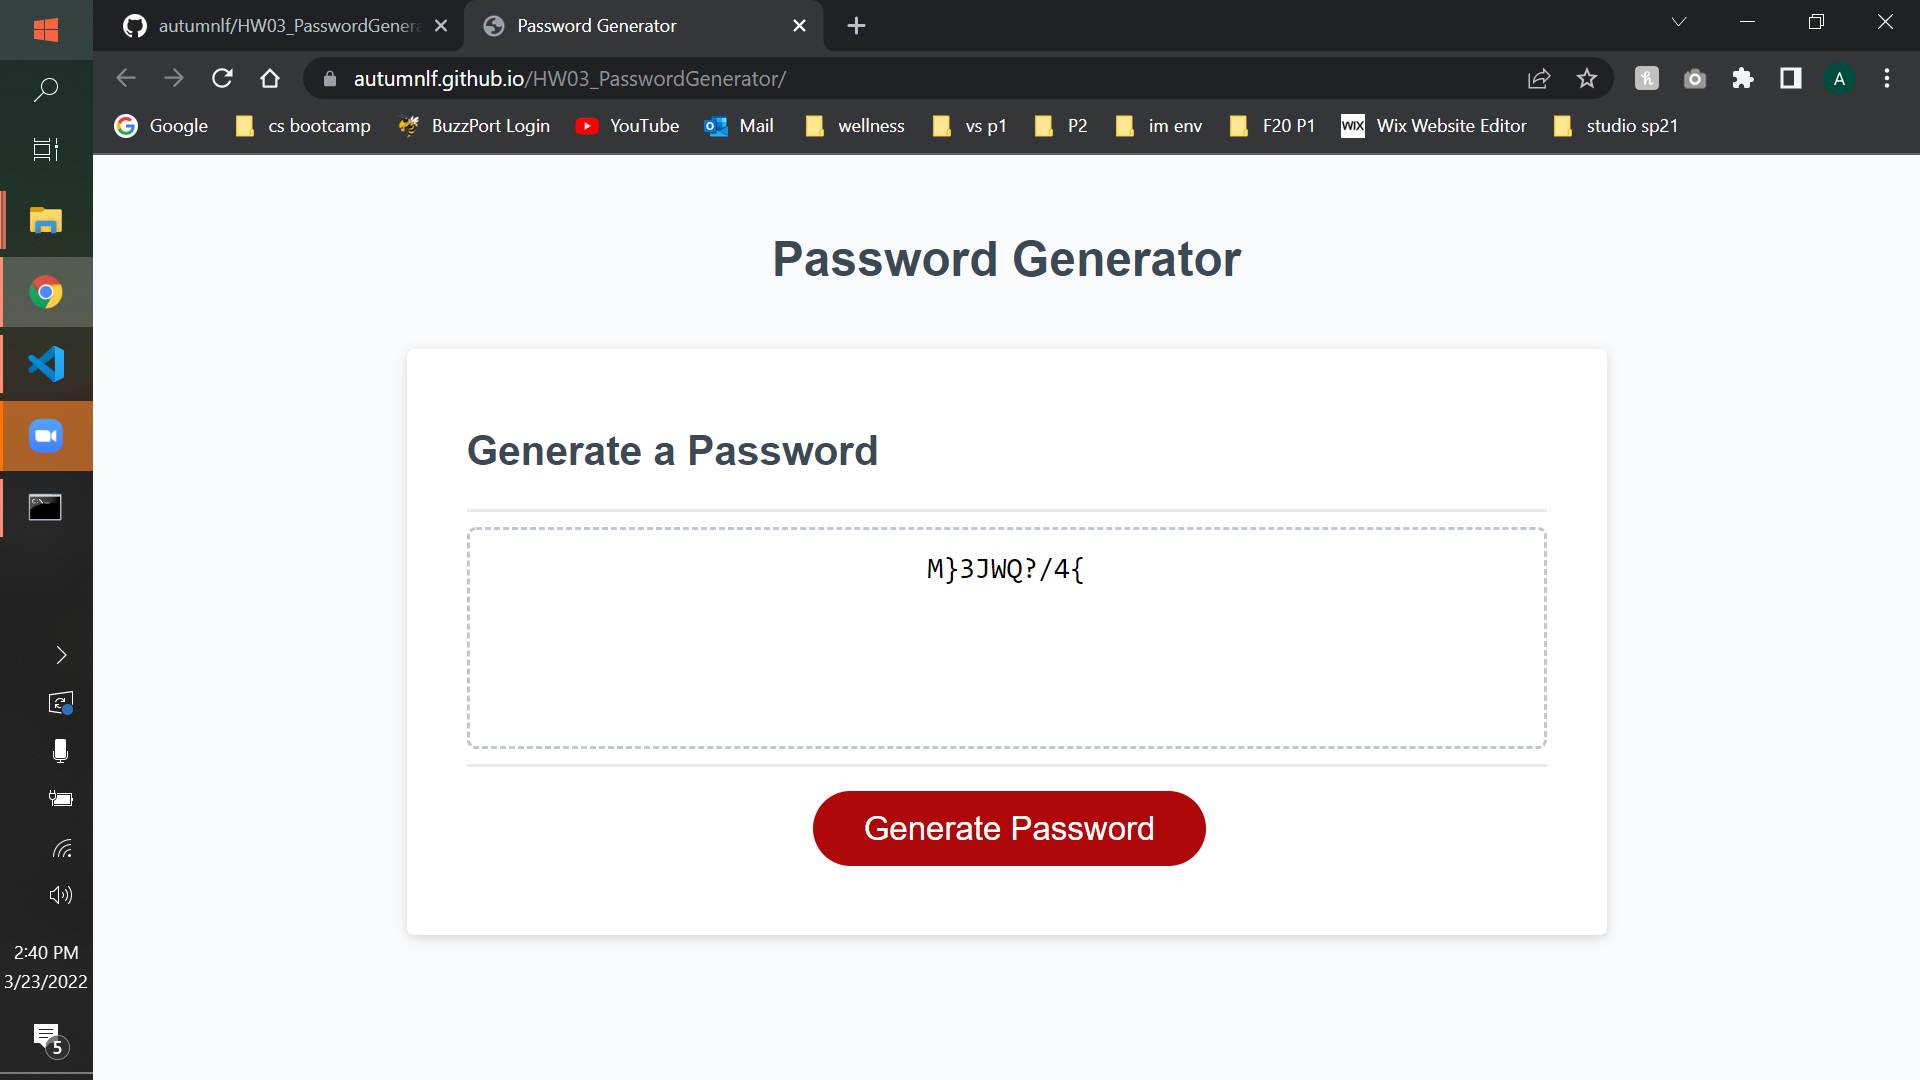 autumnlf/HW03_PasswordGenera
Password Generator
autumnlf.github.io/HW03_PasswordGenerator/
A
Google
cs bootcamp
BuzzPort Login
YouTube
Mail
wellness
vs p1
P2
im env
F20 P1
WIX
Wix Website Editor
studio sp21
Password Generator
Generate a Password
M}3JWQ?/4{
Generate Password
2:40 PM
3/23/2022
5